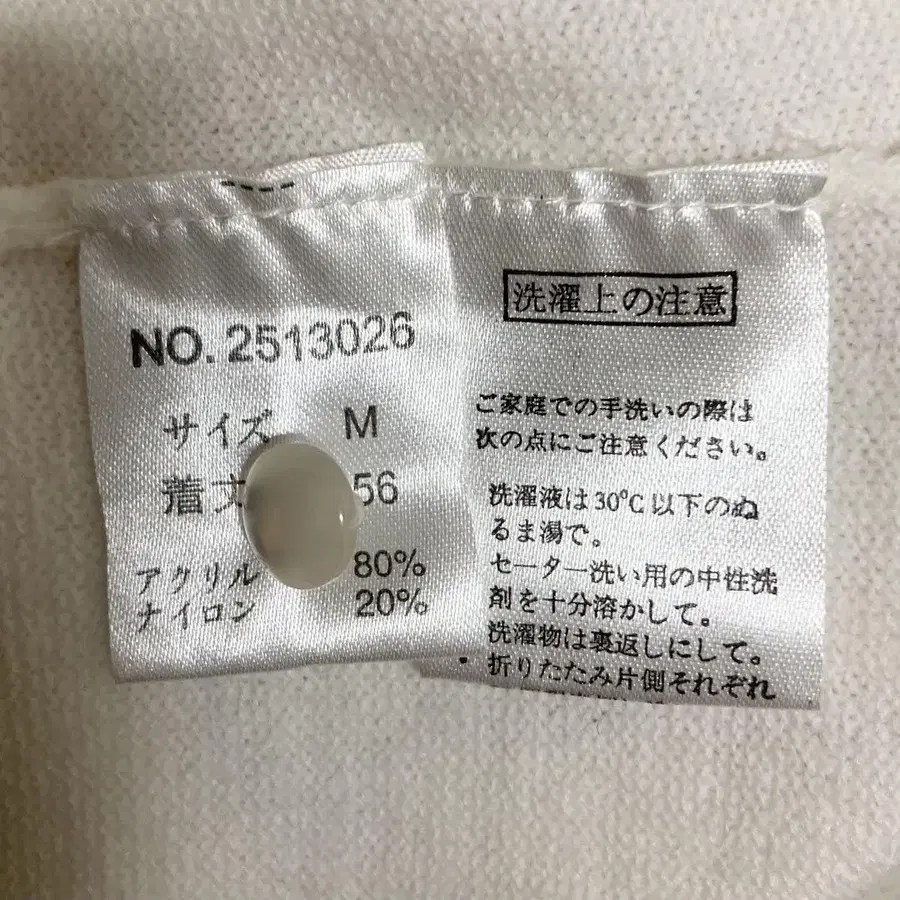 NO. 2513026
サイズ M
着丈 56
アクリル 80%
ナイロン 20%
洗濯上の注意
ご家庭での手洗いの際は
次の点にご注意ください。
洗濯液は30°C以下のぬ
るま湯で。
セーター洗い用の中性洗
剤を十分溶かして。
洗濯物は裏返しにして。
・折りたたみ片側それぞれ